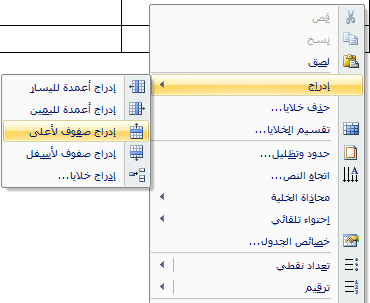 قص
نسخ
لصق
إدراج
حذف خلايا...
تقسيم الخلايا...
حدود وتظليل...
اتجاه النص...
محاذاة الخلية
إحتواء تلقائي
خصائص الجدول...
تعداد نقطي
ترقيم
إدراج أعمدة لليسار
إدراج أعمدة لليمين
إدراج صفوف لأعلى
إدراج صفوف لأسفل
إدراج خلايا...